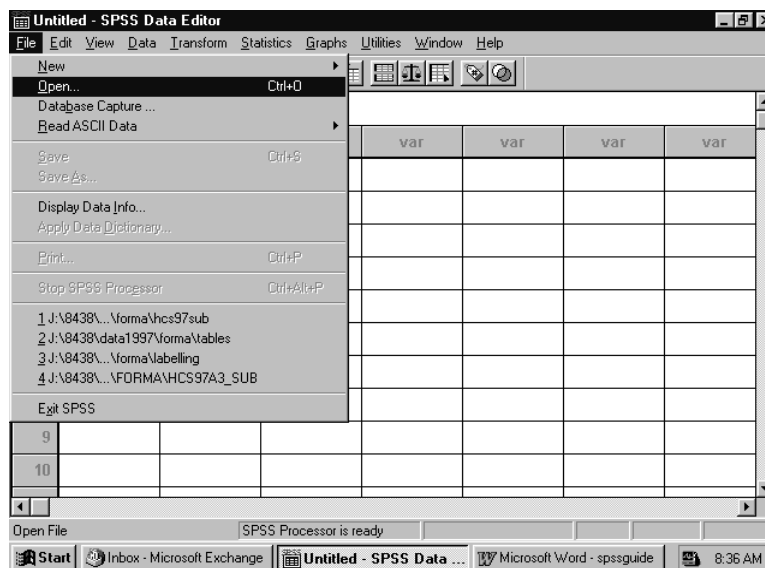 Untitled - SPSS Data Editor
File Edit View Data Transform Statistics Graphs Utilities Window Help
New
Open... Ctrl+O
Database Capture ...
Read ASCII Data
var var var var
Save Ctrl+S
Save As...
Display Data Info...
Apply Data Dictionary...
Print... Ctrl+P
Stop SPSS Processor Ctrl+Alt+P
1 J:\8438\...\forma\hcs97sub
2 J:\8438\data1997\forma\tables
3 J:\8438\...\forma\labelling
4 J:\8438\...\FORMA\HCS97A3_SUB
Exit SPSS
9
10
Open File SPSS Processor is ready
Start Inbox - Microsoft Exchange Untitled - SPSS Data ... Microsoft Word - spssguide 8:36 AM